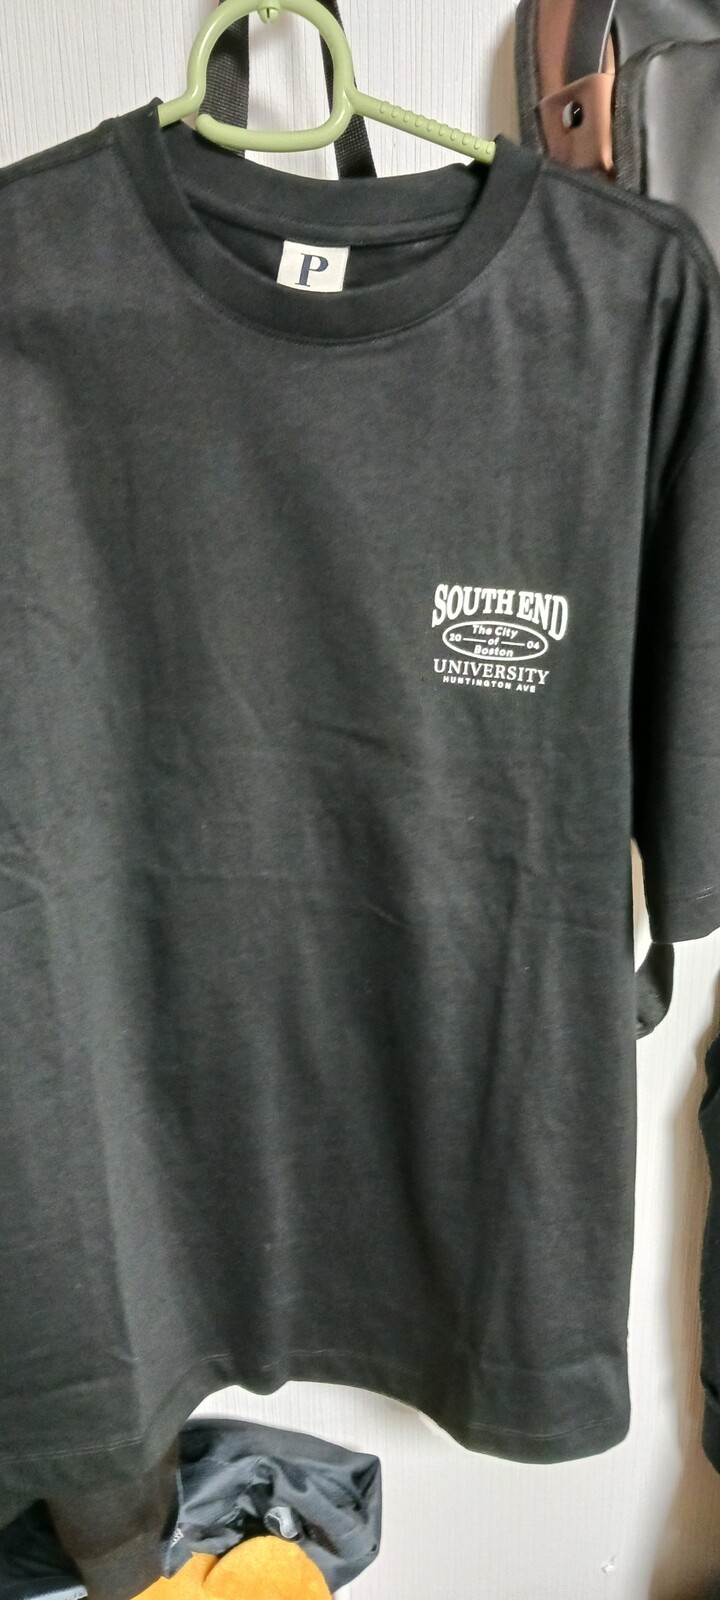 P
SOUTH END
The City
20 of 04
Boston
UNIVERSITY
HUNTINGTON AVE